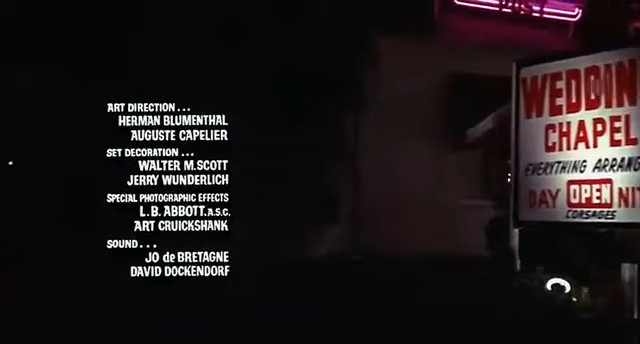 ART DIRECTION...
HERMAN BLUMENTHAL
AUGUSTE CAPELIER
SET DECORATION...
WALTER M. SCOTT
JERRY WUNDERLICH
SPECIAL PHOTOGRAPHIC EFFECTS
L.B. ABBOTT, A.S.C.
ART CRUICKSHANK
SOUND...
JO de BRETAGNE
DAVID DOCKENDORF
WEDDIN
CHAPEL
EVERYTHING ARRANG
DAY OPEN NI
CORSAGES